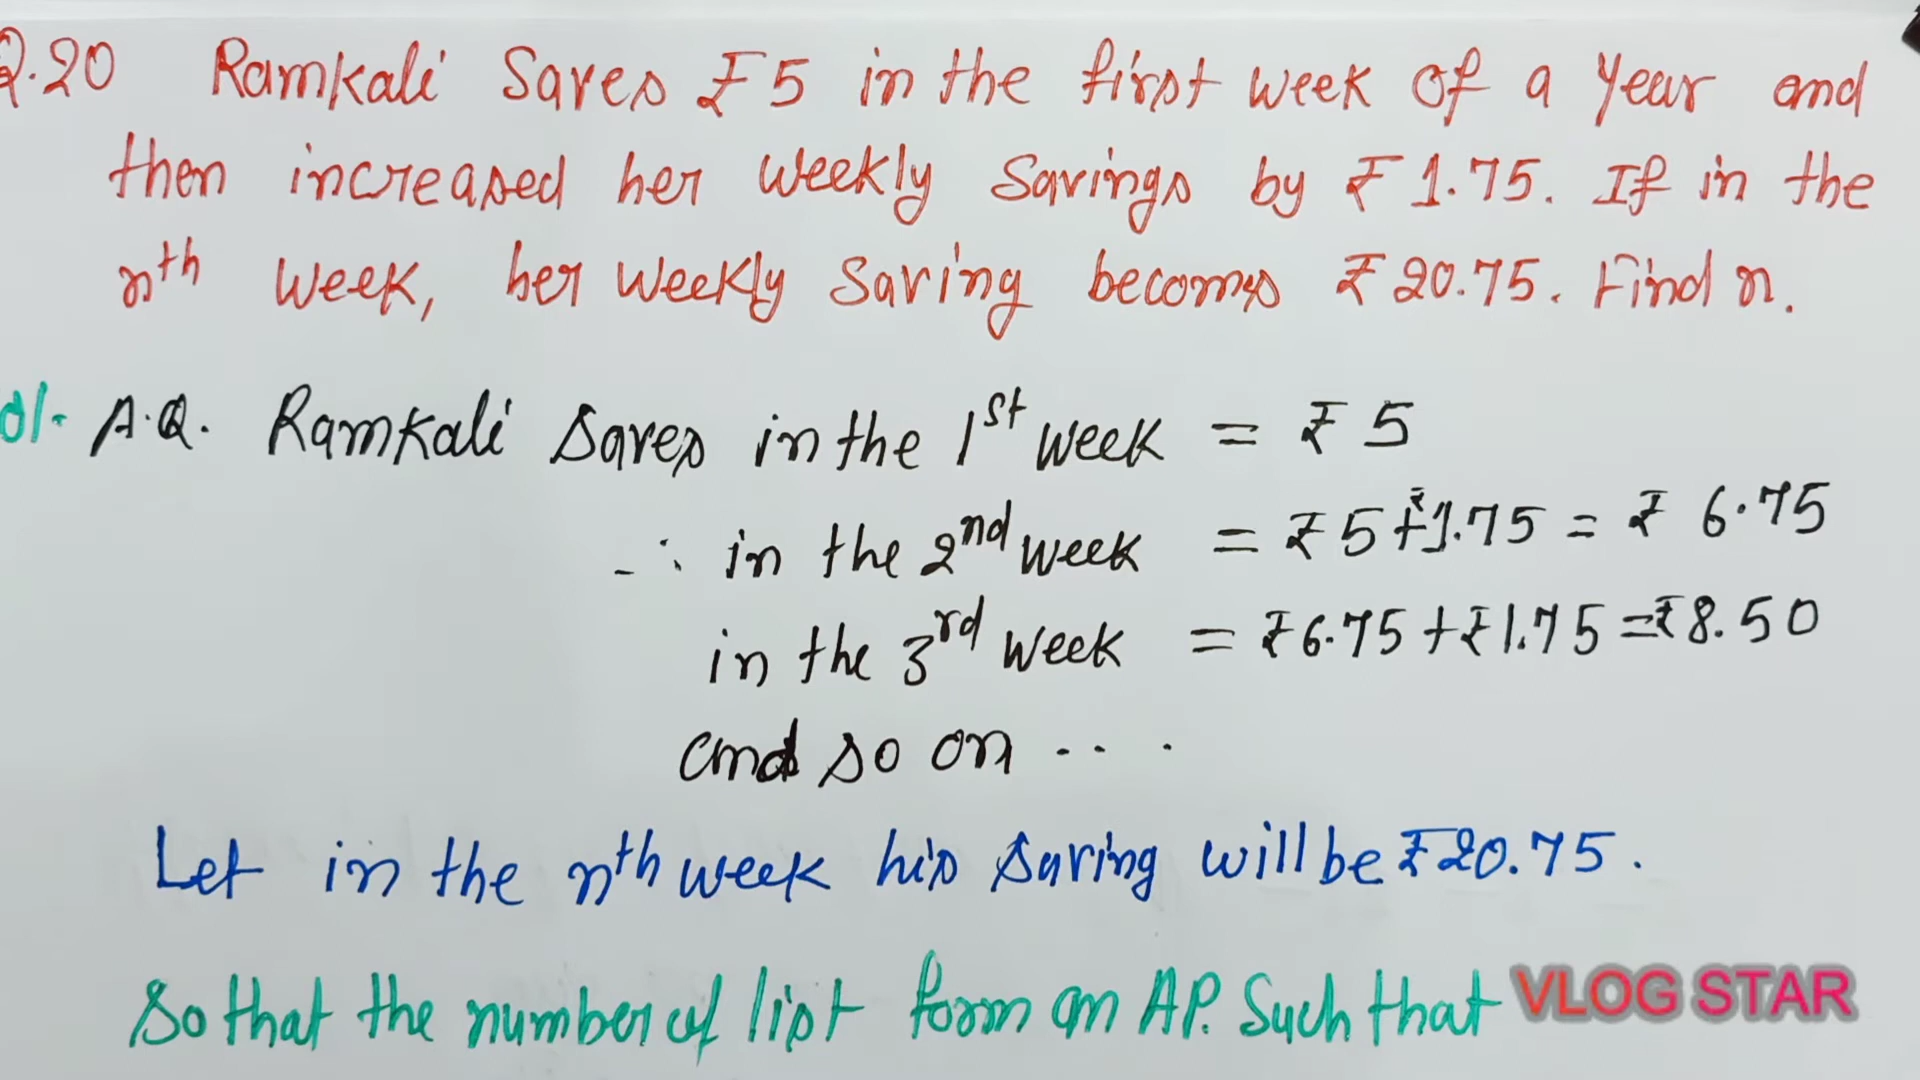 Q.20 Ramkali Saves ₹5 in the first week of a year and
then increased her weekly savings by ₹1.75. If in the
nth week, her weekly saving becomes ₹20.75. Find n.
ol- A.Q. Ramkali saves in the 1st week = ₹5
∴ in the 2nd week = ₹5+₹1.75 = ₹6.75
in the 3rd week = ₹6.75+₹1.75=₹8.50
and so on ...
Let in the nth week his saving will be ₹20.75.
So that the number of list form an AP. Such that
VLOG STAR